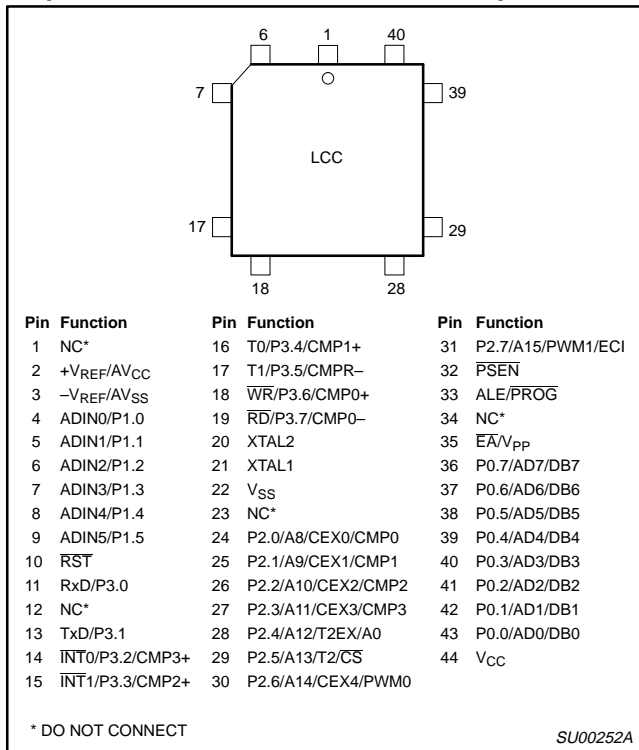 6 1 40
7 39
LCC
17 29
18 28
Pin Function
1 NC*
2 +VREF/AVCC
3 –VREF/AVSS
4 ADIN0/P1.0
5 ADIN1/P1.1
6 ADIN2/P1.2
7 ADIN3/P1.3
8 ADIN4/P1.4
9 ADIN5/P1.5
10 R̅S̅T̅
11 RxD/P3.0
12 NC*
13 TxD/P3.1
14 I̅N̅T̅0/P3.2/CMP3+
15 I̅N̅T̅1/P3.3/CMP2+
Pin Function
16 T0/P3.4/CMP1+
17 T1/P3.5/CMPR–
18 W̅R̅/P3.6/CMP0+
19 R̅D̅/P3.7/CMP0–
20 XTAL2
21 XTAL1
22 VSS
23 NC*
24 P2.0/A8/CEX0/CMP0
25 P2.1/A9/CEX1/CMP1
26 P2.2/A10/CEX2/CMP2
27 P2.3/A11/CEX3/CMP3
28 P2.4/A12/T2EX/A0
29 P2.5/A13/T2/C̅S̅
30 P2.6/A14/CEX4/PWM0
Pin Function
31 P2.7/A15/PWM1/ECI
32 P̅S̅E̅N̅
33 ALE/P̅R̅O̅G̅
34 NC*
35 E̅A̅/VPP
36 P0.7/AD7/DB7
37 P0.6/AD6/DB6
38 P0.5/AD5/DB5
39 P0.4/AD4/DB4
40 P0.3/AD3/DB3
41 P0.2/AD2/DB2
42 P0.1/AD1/DB1
43 P0.0/AD0/DB0
44 VCC
* DO NOT CONNECT
SU00252A